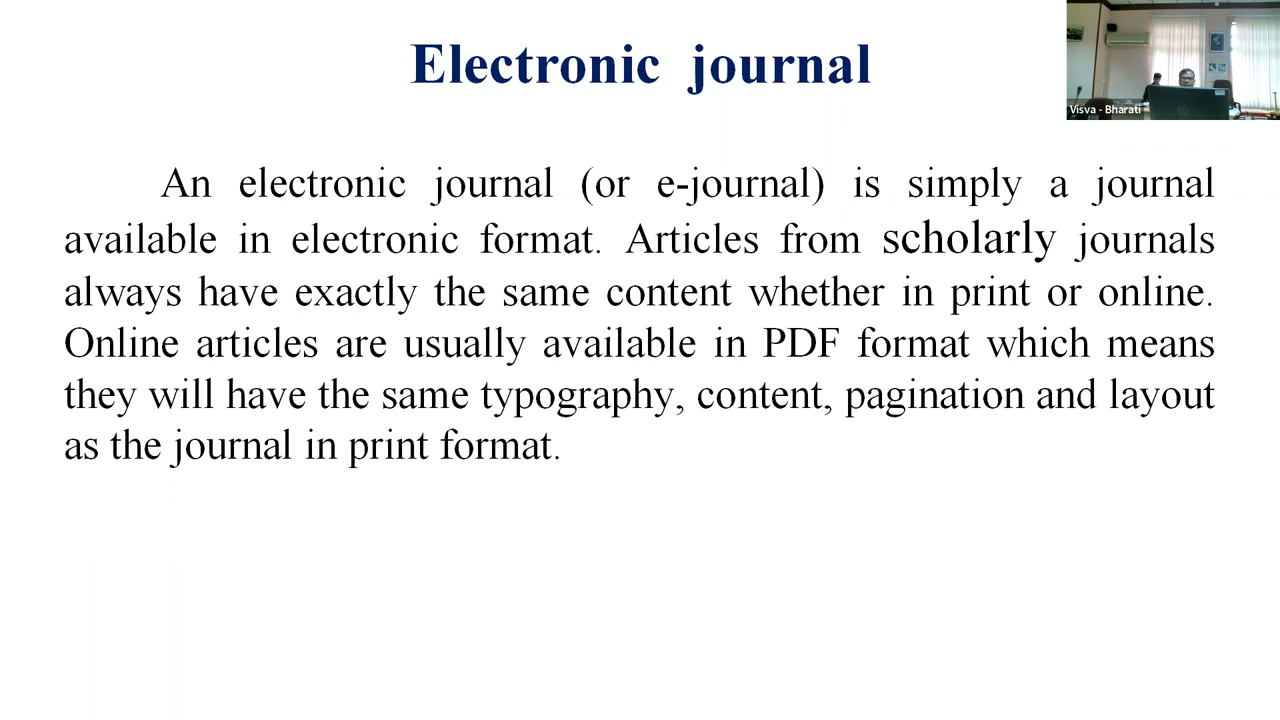 Electronic journal
Visva - Bharati
An electronic journal (or e-journal) is simply a journal
available in electronic format. Articles from scholarly journals
always have exactly the same content whether in print or online.
Online articles are usually available in PDF format which means
they will have the same typography, content, pagination and layout
as the journal in print format.